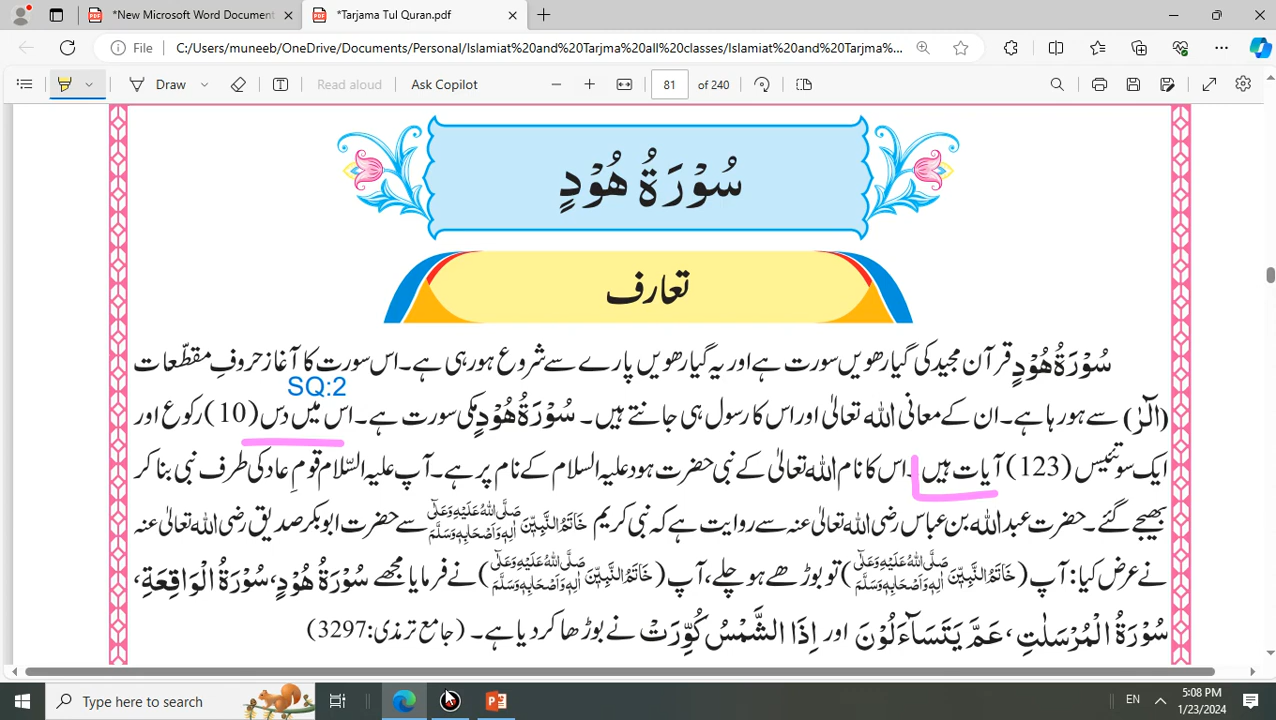 *New Microsoft Word Document
*Tarjama Tul Quran.pdf
File
C:/Users/muneeb/OneDrive/Documents/Personal/Islamiat%20and%20Tarjma%20all%20classes/Islamiat%20and%20Tarjma%...
Draw
Read aloud
Ask Copilot
81 of 240
سُوْرَةُ هُوْدٍ
تعارف
سُوْرَةُ هُوْدٍ قرآن مجید کی گیارھویں سورت ہے اور یہ گیارھویں پارے سے شروع ہو رہی ہے۔ اس سورت کا آغاز حروفِ مقطّعات
SQ:2
(الٓرٰ) سے ہو رہا ہے۔ ان کے معانی اللہ تعالیٰ اور اس کا رسول ہی جانتے ہیں۔ سُوْرَةُ هُوْدٍ مکی سورت ہے۔ اس میں دس (10) رکوع اور
ایک سو تئیس (123) آیات ہیں۔ اس کا نام اللہ تعالیٰ کے نبی حضرت ہود علیہ السلام کے نام پر ہے۔ آپ علیہ السّلام قومِ عاد کی طرف نبی بنا کر
بھیجے گئے۔ حضرت عبداللہ بن عباس رضی اللہ تعالیٰ عنہ سے روایت ہے کہ نبی کریم خَاتَمُ النَّبِيّٖنَ صَلَّی اللهُ عَلَيْهِ وَعَلٰٓی اٰلِهٖ وَاَصْحَابِهٖ وَسَلَّمَ سے حضرت ابوبکر صدیق رضی اللہ تعالیٰ عنہ
نے عرض کیا: آپ (خَاتَمُ النَّبِيّٖنَ صَلَّی اللهُ عَلَيْهِ وَعَلٰٓی اٰلِهٖ وَاَصْحَابِهٖ وَسَلَّمَ) تو بوڑھے ہو چلے، آپ (خَاتَمُ النَّبِيّٖنَ صَلَّی اللهُ عَلَيْهِ وَعَلٰٓی اٰلِهٖ وَاَصْحَابِهٖ وَسَلَّمَ) نے فرمایا مجھے سُوْرَةُ هُوْدٍ، سُوْرَةُ الْوَاقِعَةِ،
سُوْرَةُ الْمُرْسَلٰتِ، عَمَّ يَتَسَآءَلُوْنَ اور اِذَا الشَّمْسُ كُوِّرَتْ نے بوڑھا کر دیا ہے۔ (جامع ترمذی: 3297)
Type here to search
EN
5:08 PM
1/23/2024